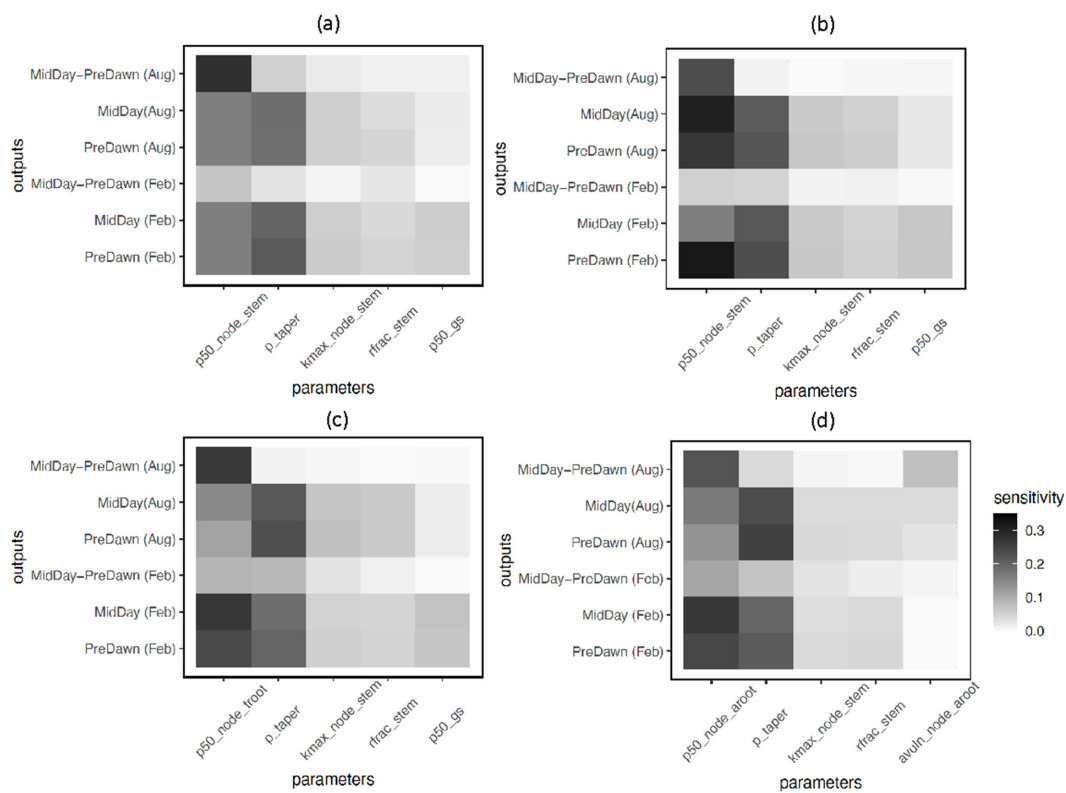 (a)
outputs
MidDay-PreDawn (Aug)
MidDay(Aug)
PreDawn (Aug)
MidDay-PreDawn (Feb)
MidDay (Feb)
PreDawn (Feb)
p50_node_stem
p_taper
kmax_node_stem
rfrac_stem
p50_gs
parameters
(b)
outputs
MidDay-PreDawn (Aug)
MidDay(Aug)
PreDawn (Aug)
MidDay-PreDawn (Feb)
MidDay (Feb)
PreDawn (Feb)
p50_node_stem
p_taper
kmax_node_stem
rfrac_stem
p50_gs
parameters
(c)
outputs
MidDay-PreDawn (Aug)
MidDay(Aug)
PreDawn (Aug)
MidDay-PreDawn (Feb)
MidDay (Feb)
PreDawn (Feb)
p50_node_troot
p_taper
kmax_node_stem
rfrac_stem
p50_gs
parameters
(d)
outputs
MidDay-PreDawn (Aug)
MidDay(Aug)
PreDawn (Aug)
MidDay-PreDawn (Feb)
MidDay (Feb)
PreDawn (Feb)
p50_node_aroot
p_taper
kmax_node_stem
rfrac_stem
avuln_node_aroot
parameters
sensitivity
0.3
0.2
0.1
0.0